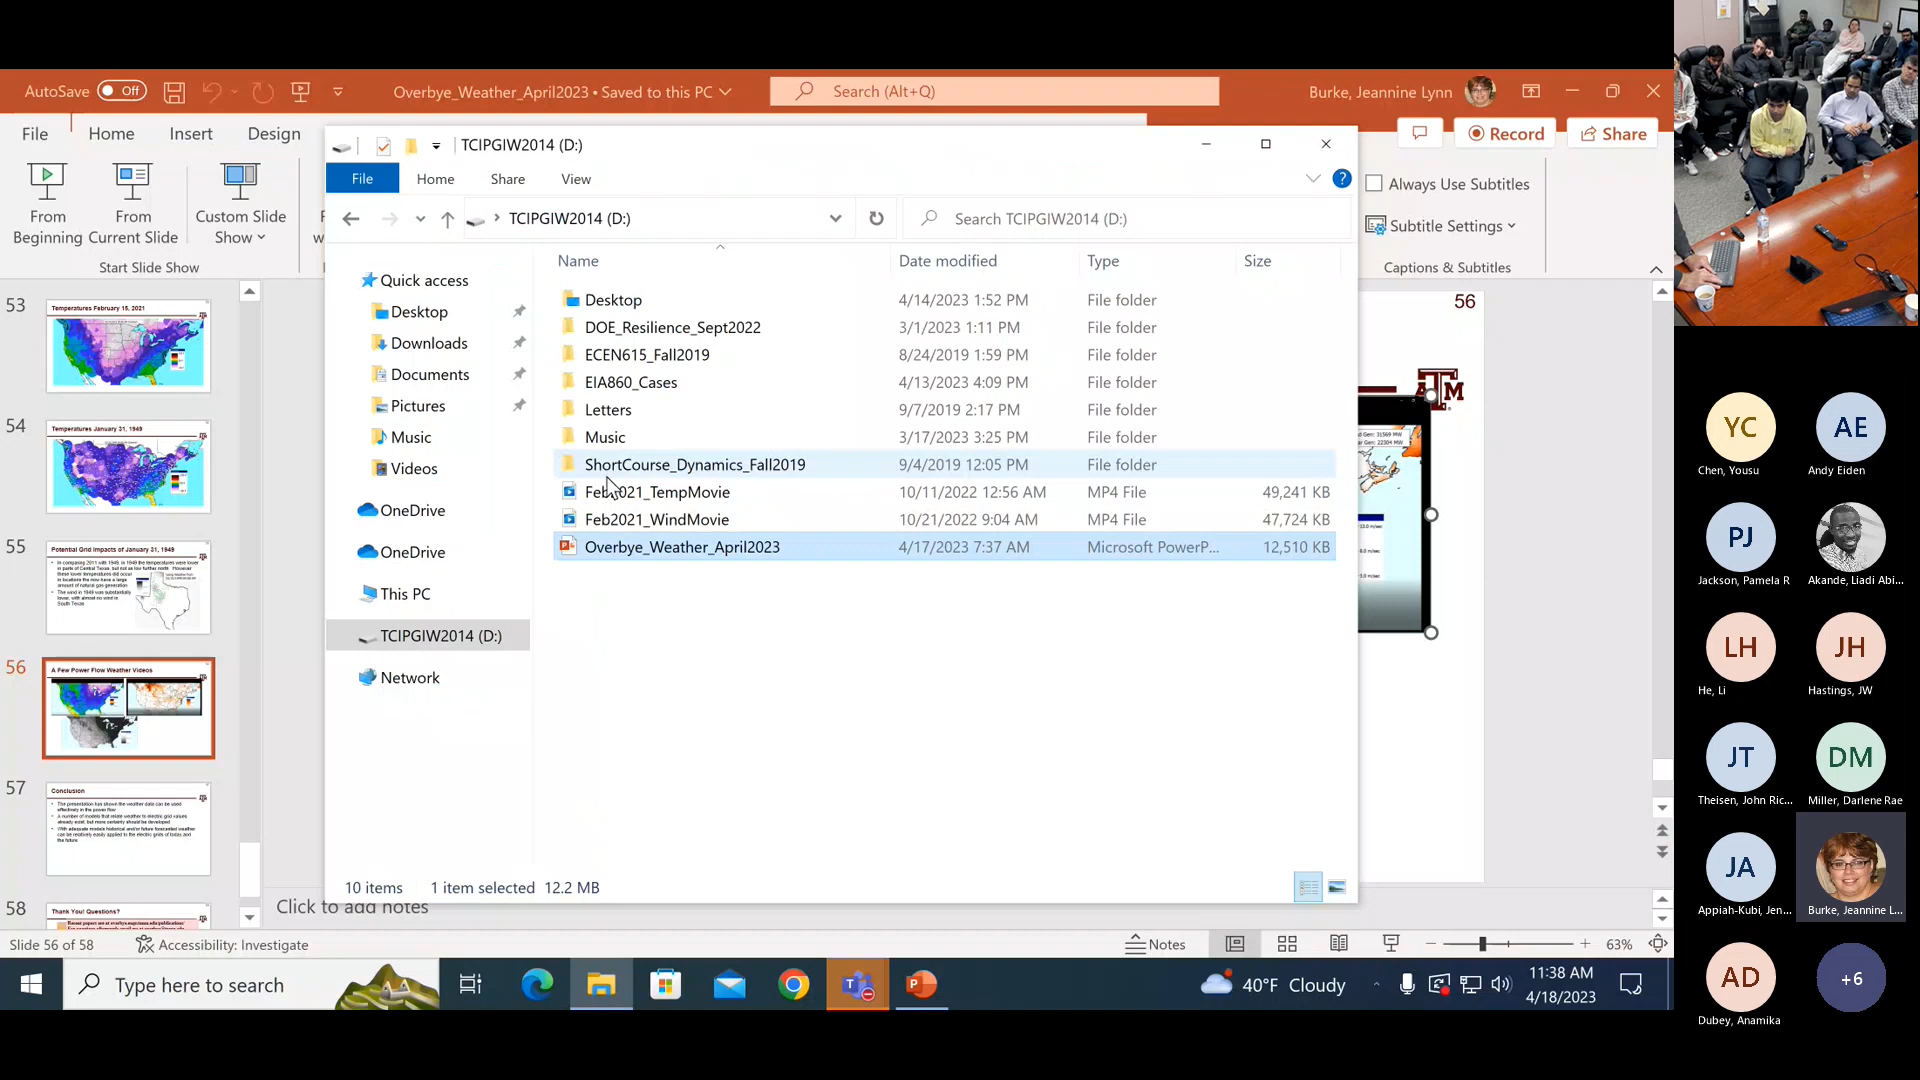 AutoSave Off Overbye_Weather_April2023 • Saved to this PC Search (Alt+Q) Burke, Jeannine Lynn
File Home Insert Design
Record Share
From Beginning
From Current Slide
Custom Slide Show
Start Slide Show
Always Use Subtitles
Subtitle Settings
Captions & Subtitles
TCIPGIW2014 (D:)
File Home Share View
TCIPGIW2014 (D:) Search TCIPGIW2014 (D:)
Name Date modified Type Size
Quick access
Desktop
Downloads
Documents
Pictures
Music
Videos
OneDrive
OneDrive
This PC
TCIPGIW2014 (D:)
Network
Desktop 4/14/2023 1:52 PM File folder
DOE_Resilience_Sept2022 3/1/2023 1:11 PM File folder
ECEN615_Fall2019 8/24/2019 1:59 PM File folder
EIA860_Cases 4/13/2023 4:09 PM File folder
Letters 9/7/2019 2:17 PM File folder
Music 3/17/2023 3:25 PM File folder
ShortCourse_Dynamics_Fall2019 9/4/2019 12:05 PM File folder
Feb2021_TempMovie 10/11/2022 12:56 AM MP4 File 49,241 KB
Feb2021_WindMovie 10/21/2022 9:04 AM MP4 File 47,724 KB
Overbye_Weather_April2023 4/17/2023 7:37 AM Microsoft PowerP... 12,510 KB
10 items 1 item selected 12.2 MB
53
Temperatures February 15, 2021
54
Temperatures January 31, 1949
55
Potential Grid Impacts of January 31, 1949
56
A Few Power Flow Weather Videos
57
Conclusion
58
Thank You! Questions?
56
A M
Click to add notes
Slide 56 of 58 Accessibility: Investigate Notes 63%
Type here to search
40°F Cloudy
11:38 AM
4/18/2023
YC
Chen, Yousu
AE
Andy Eiden
PJ
Jackson, Pamela R
Akande, Liadi Abi...
LH
He, Li
JH
Hastings, JW
JT
Theisen, John Ric...
DM
Miller, Darlene Rae
JA
Appiah-Kubi, Jen...
Burke, Jeannine L...
AD
Dubey, Anamika
+6